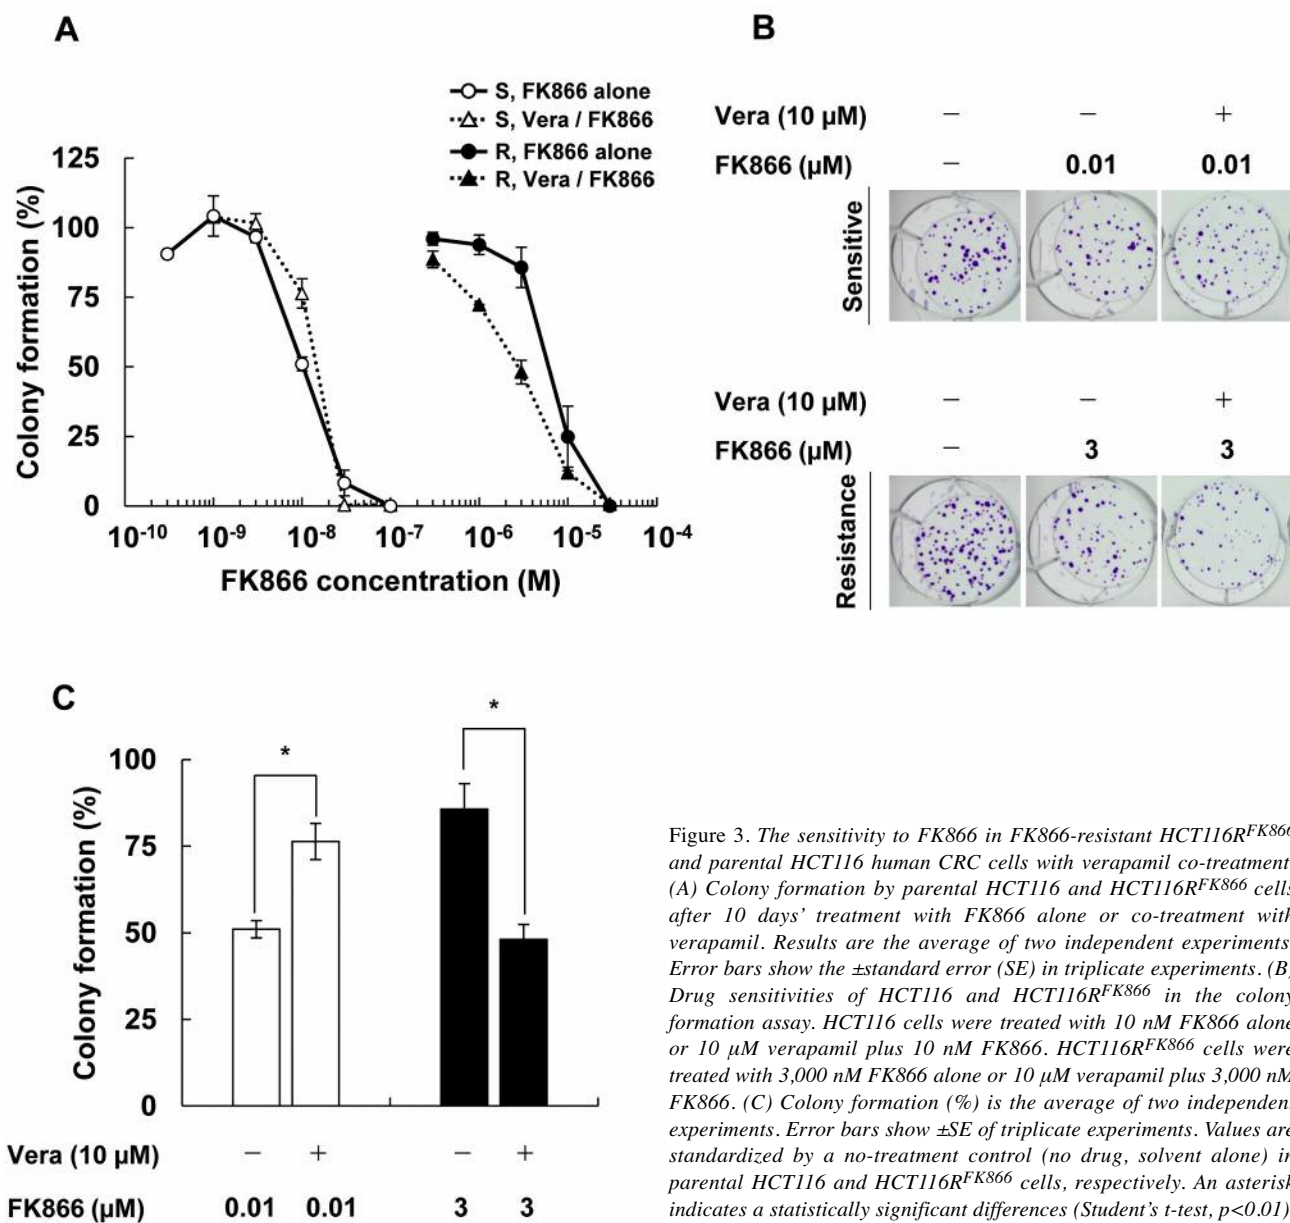 A
S, FK866 alone
S, Vera / FK866
R, FK866 alone
R, Vera / FK866
125
100
75
50
25
0
Colony formation (%)
10-10 10-9 10-8 10-7 10-6 10-5 10-4
FK866 concentration (M)
B
Vera (10 µM) − − +
FK866 (µM) − 0.01 0.01
Sensitive
Vera (10 µM) − − +
FK866 (µM) − 3 3
Resistance
C
* *
100
75
50
25
0
Colony formation (%)
Vera (10 µM) − + − +
FK866 (µM) 0.01 0.01 3 3
Figure 3. The sensitivity to FK866 in FK866-resistant HCT116RFK866
and parental HCT116 human CRC cells with verapamil co-treatment
(A) Colony formation by parental HCT116 and HCT116RFK866 cells
after 10 days' treatment with FK866 alone or co-treatment with
verapamil. Results are the average of two independent experiments
Error bars show the ±standard error (SE) in triplicate experiments. (B)
Drug sensitivities of HCT116 and HCT116RFK866 in the colony
formation assay. HCT116 cells were treated with 10 nM FK866 alone
or 10 µM verapamil plus 10 nM FK866. HCT116RFK866 cells were
treated with 3,000 nM FK866 alone or 10 µM verapamil plus 3,000 nM
FK866. (C) Colony formation (%) is the average of two independent
experiments. Error bars show ±SE of triplicate experiments. Values are
standardized by a no-treatment control (no drug, solvent alone) in
parental HCT116 and HCT116RFK866 cells, respectively. An asterisk
indicates a statistically significant differences (Student's t-test, p<0.01)